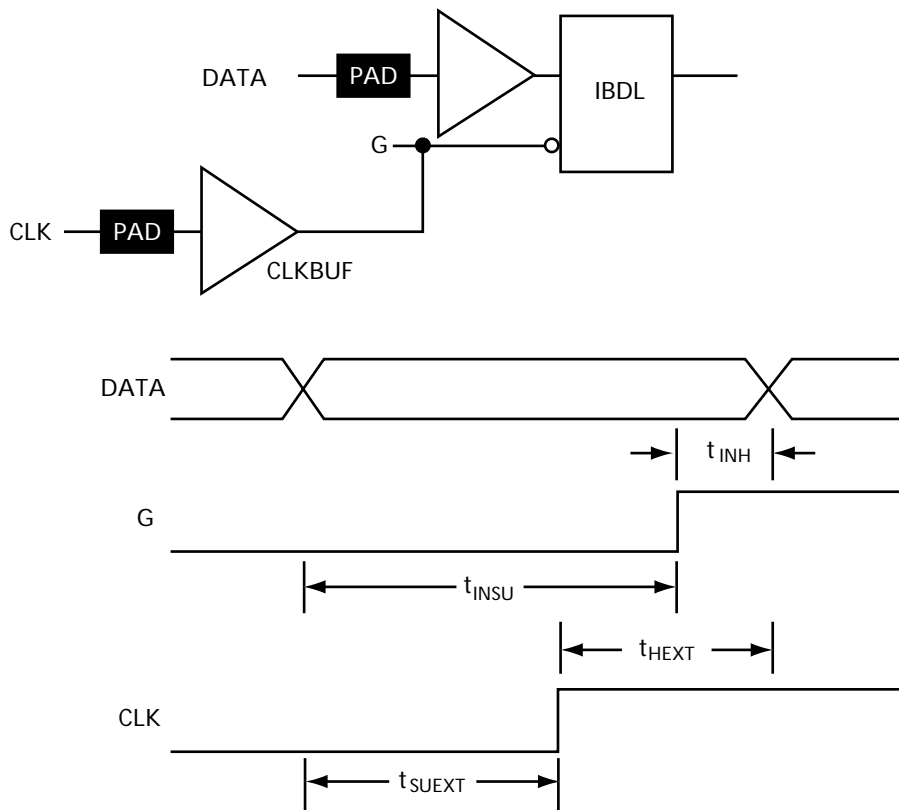 DATA
PAD
IBDL
G
CLK
PAD
CLKBUF
DATA
tINH
G
tINSU
tHEXT
CLK
tSUEXT